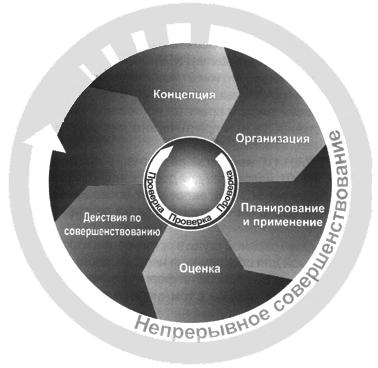 Концепция
Организация
Планирование
и применение
Оценка
Действия по
совершенствованию
Проверка Проверка Проверка
Непрерывное совершенствование